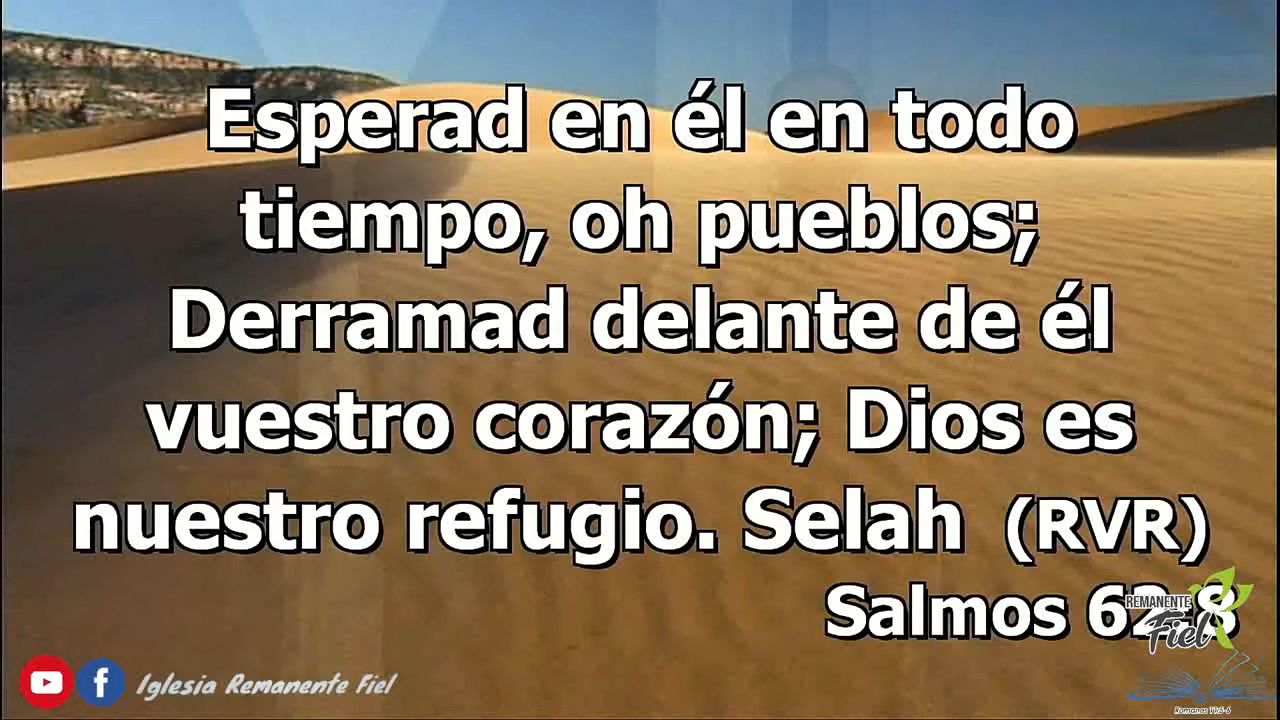 Esperad en él en todo
tiempo, oh pueblos;
Derramad delante de él
vuestro corazón; Dios es
nuestro refugio. Selah (RVR)
Salmos 62:8
REMANENTE
Fiel
Iglesia Remanente Fiel